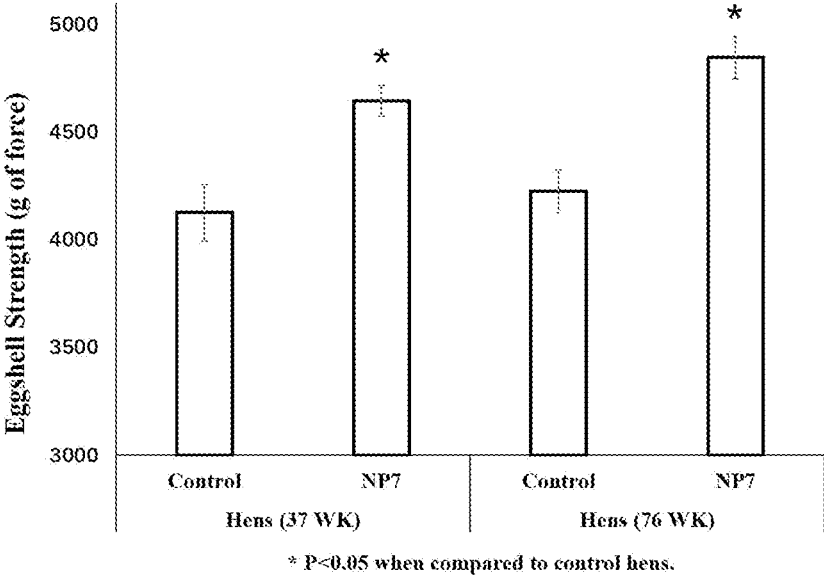 Eggshell Strength (g of force)
5000
4500
4000
3500
3000
*
*
Control NP7 Control NP7
Hens (37 WK) Hens (76 WK)
* P<0.05 when compared to control hens.